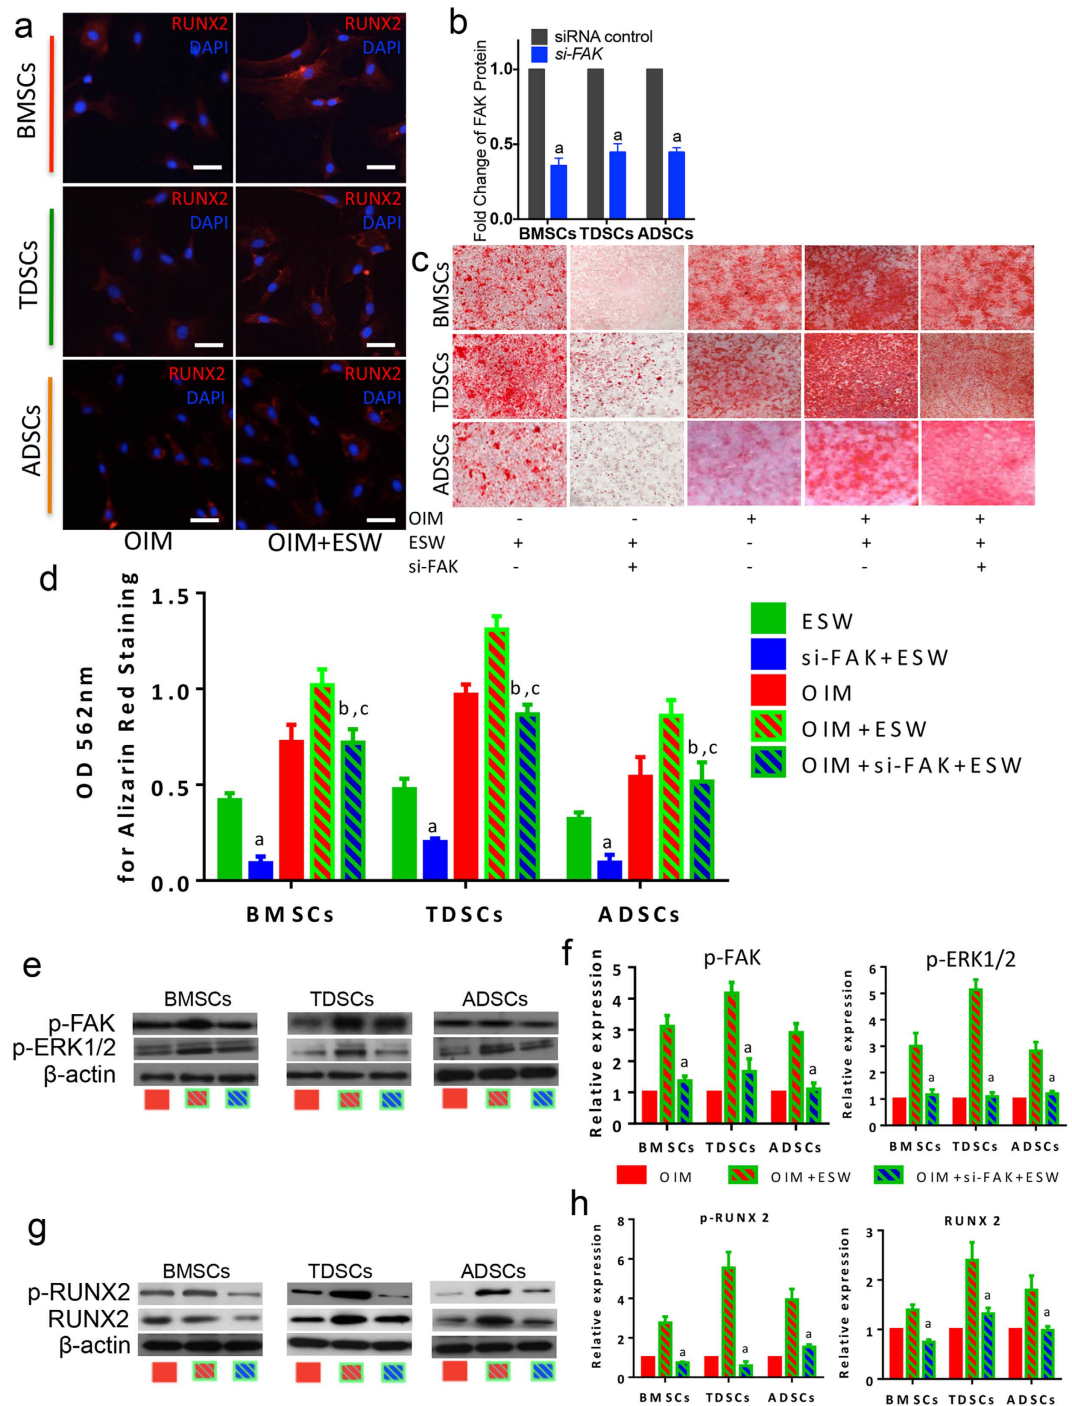 a
RUNX2
DAPI
RUNX2
DAPI
BMSCs
RUNX2
DAPI
RUNX2
DAPI
TDSCs
RUNX2
DAPI
RUNX2
DAPI
ADSCs
OIM
OIM+ESW
b
siRNA control
si-FAK
Fold Change of FAK Protein
1.0
0.5
0.0
a
a
a
BMSCs TDSCs ADSCs
c
BMSCs
TDSCs
ADSCs
OIM - - + + +
ESW + + - + +
si-FAK - + - - +
d
OD 562nm
for Alizarin Red Staining
1.5
1.0
0.5
0.0
a
b,c
a
b,c
a
b,c
BMSCs TDSCs ADSCs
ESW
si-FAK+ESW
OIM
OIM+ESW
OIM+si-FAK+ESW
e
BMSCs TDSCs ADSCs
p-FAK
p-ERK1/2
β-actin
f
p-FAK
Relative expression
5
4
3
2
1
0
a
a
a
BMSCs TDSCs ADSCs
p-ERK1/2
Relative expression
6
5
4
3
2
1
0
a
a
a
BMSCs TDSCs ADSCs
OIM
OIM+ESW
OIM+si-FAK+ESW
g
BMSCs TDSCs ADSCs
p-RUNX2
RUNX2
β-actin
h
p-RUNX 2
Relative expression
8
6
4
2
0
a
a
a
BMSCs TDSCs ADSCs
RUNX 2
Relative expression
3
2
1
0
a
a
a
BMSCs TDSCs ADSCs